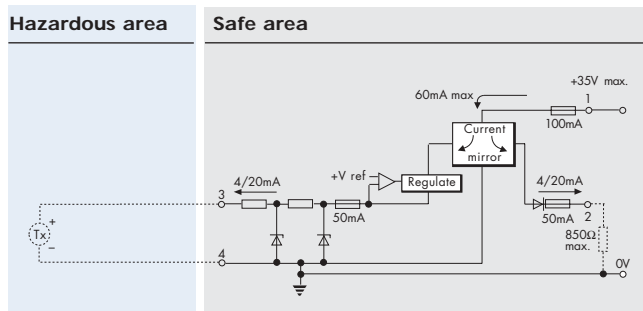 Hazardous area
Safe area
+35V max.
60mA max
1
100mA
Current
mirror
+V ref
Regulate
4/20mA
4/20mA
3
50mA
50mA
2
Tx
+
–
850Ω
max.
4
0V